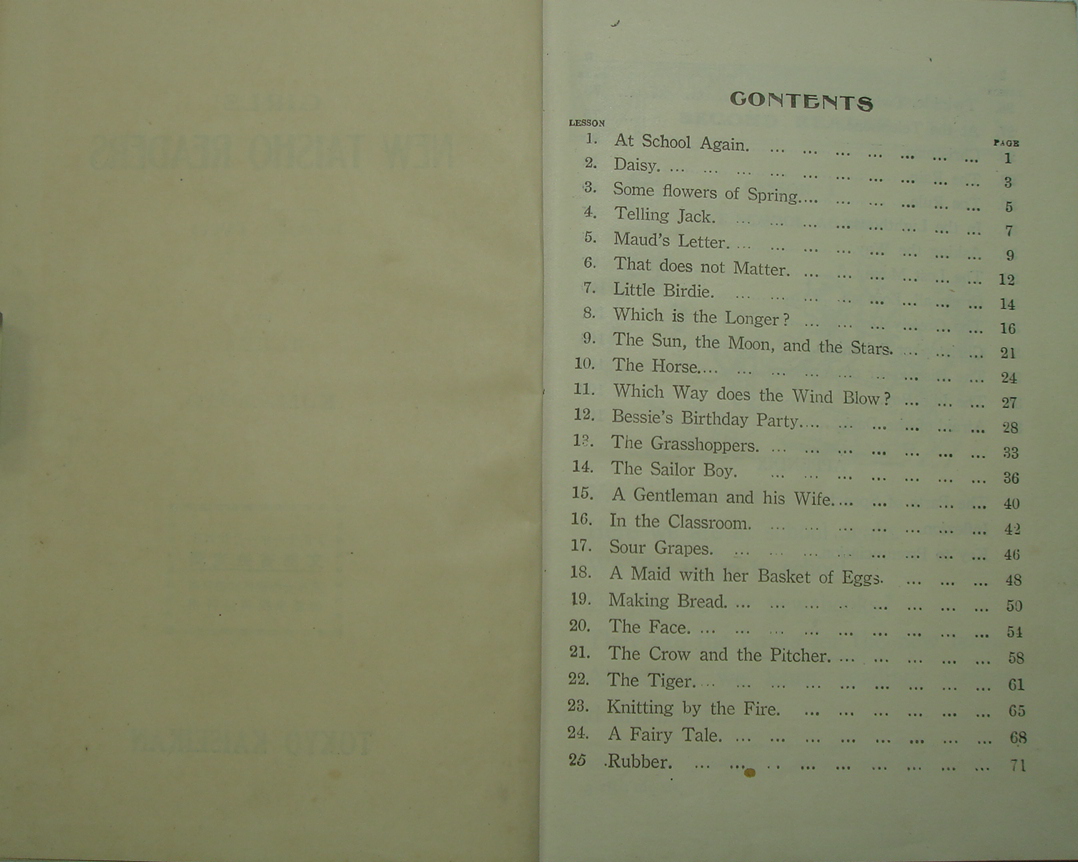 CONTENTS
LESSON
PAGE
1. At School Again. ... ... ... ... ... ... ... 1
2. Daisy. ... ... ... ... ... ... ... ... ... 3
3. Some flowers of Spring.... ... ... ... ... ... 5
4. Telling Jack. ... ... ... ... ... ... ... ... 7
5. Maud's Letter. ... ... ... ... ... ... ... ... 9
6. That does not Matter. ... ... ... ... ... ... 12
7. Little Birdie. ... ... ... ... ... ... ... ... 14
8. Which is the Longer? ... ... ... ... ... ... 16
9. The Sun, the Moon, and the Stars. ... ... ... 21
10. The Horse.... ... ... ... ... ... ... ... ... 24
11. Which Way does the Wind Blow? ... ... ... 27
12. Bessie's Birthday Party.... ... ... ... ... ... 28
13. The Grasshoppers. ... ... ... ... ... ... ... 33
14. The Sailor Boy. ... ... ... ... ... ... ... 36
15. A Gentleman and his Wife.... ... ... ... ... 40
16. In the Classroom. ... ... ... ... ... ... ... 42
17. Sour Grapes. ... ... ... ... ... ... ... ... 46
18. A Maid with her Basket of Eggs. ... ... ... 48
19. Making Bread. ... ... ... ... ... ... ... ... 50
20. The Face. ... ... ... ... ... ... ... ... ... 54
21. The Crow and the Pitcher. ... ... ... ... ... 58
22. The Tiger. ... ... ... ... ... ... ... ... ... 61
23. Knitting by the Fire. ... ... ... ... ... ... 65
24. A Fairy Tale. ... ... ... ... ... ... ... ... 68
25 Rubber. ... ... ... ... ... ... ... ... ... 71